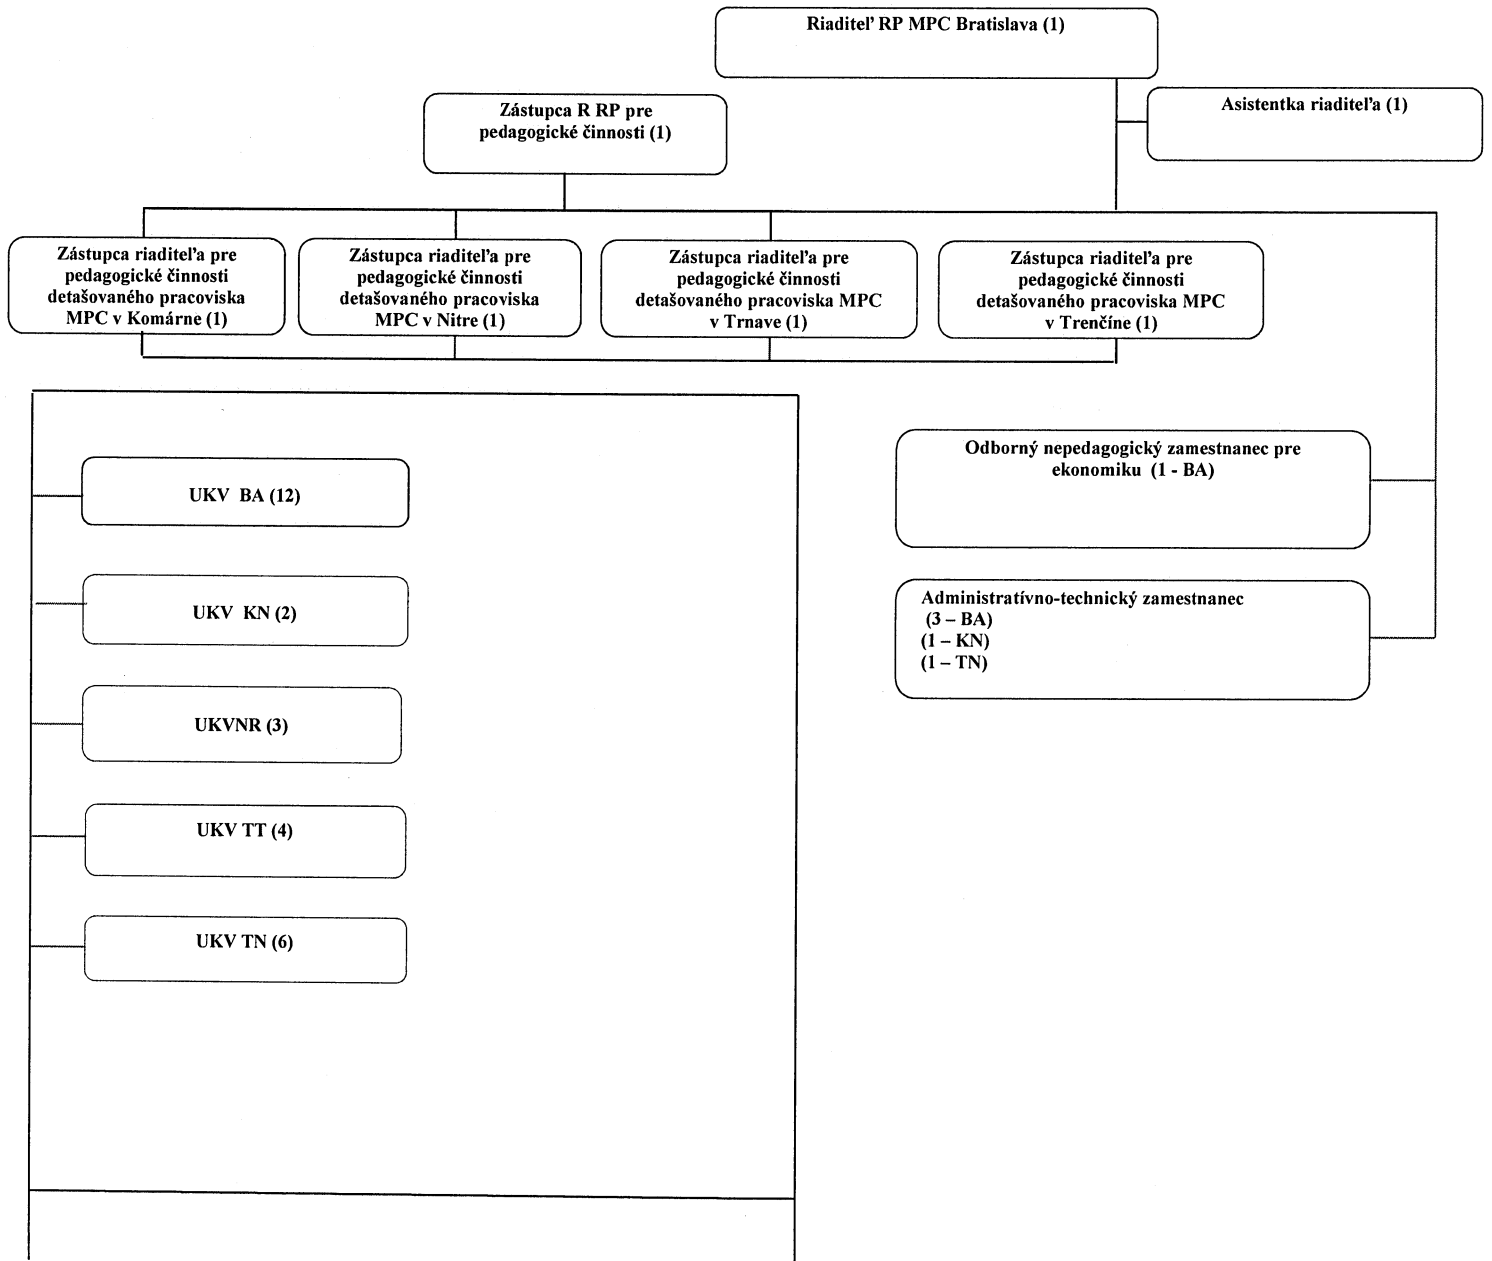 Riaditeľ RP MPC Bratislava (1)
Asistentka riaditeľa (1)
Zástupca R RP pre
pedagogické činnosti (1)
Zástupca riaditeľa pre
pedagogické činnosti
detašovaného pracoviska
MPC v Komárne (1)
Zástupca riaditeľa pre
pedagogické činnosti
detašovaného pracoviska
MPC v Nitre (1)
Zástupca riaditeľa pre
pedagogické činnosti
detašovaného pracoviska MPC
v Trnave (1)
Zástupca riaditeľa pre
pedagogické činnosti
detašovaného pracoviska MPC
v Trenčíne (1)
UKV BA (12)
UKV KN (2)
UKVNR (3)
UKV TT (4)
UKV TN (6)
Odborný nepedagogický zamestnanec pre
ekonomiku (1 - BA)
Administratívno-technický zamestnanec
(3 – BA)
(1 – KN)
(1 – TN)